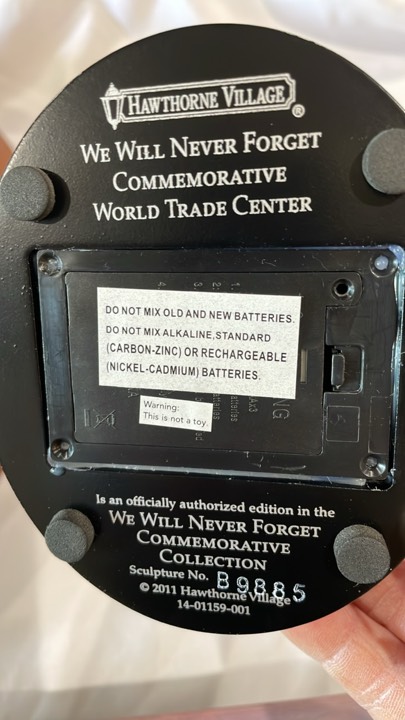 HAWTHORNE VILLAGE ®
WE WILL NEVER FORGET
COMMEMORATIVE
WORLD TRADE CENTER
DO NOT MIX OLD AND NEW BATTERIES.
DO NOT MIX ALKALINE,STANDARD
(CARBON-ZINC) OR RECHARGEABLE
(NICKEL-CADMIUM) BATTERIES.
Warning:
This is not a toy.
Is an officially authorized edition in the
WE WILL NEVER FORGET
COMMEMORATIVE
COLLECTION
Sculpture No. B9885
© 2011 Hawthorne Village
14-01159-001